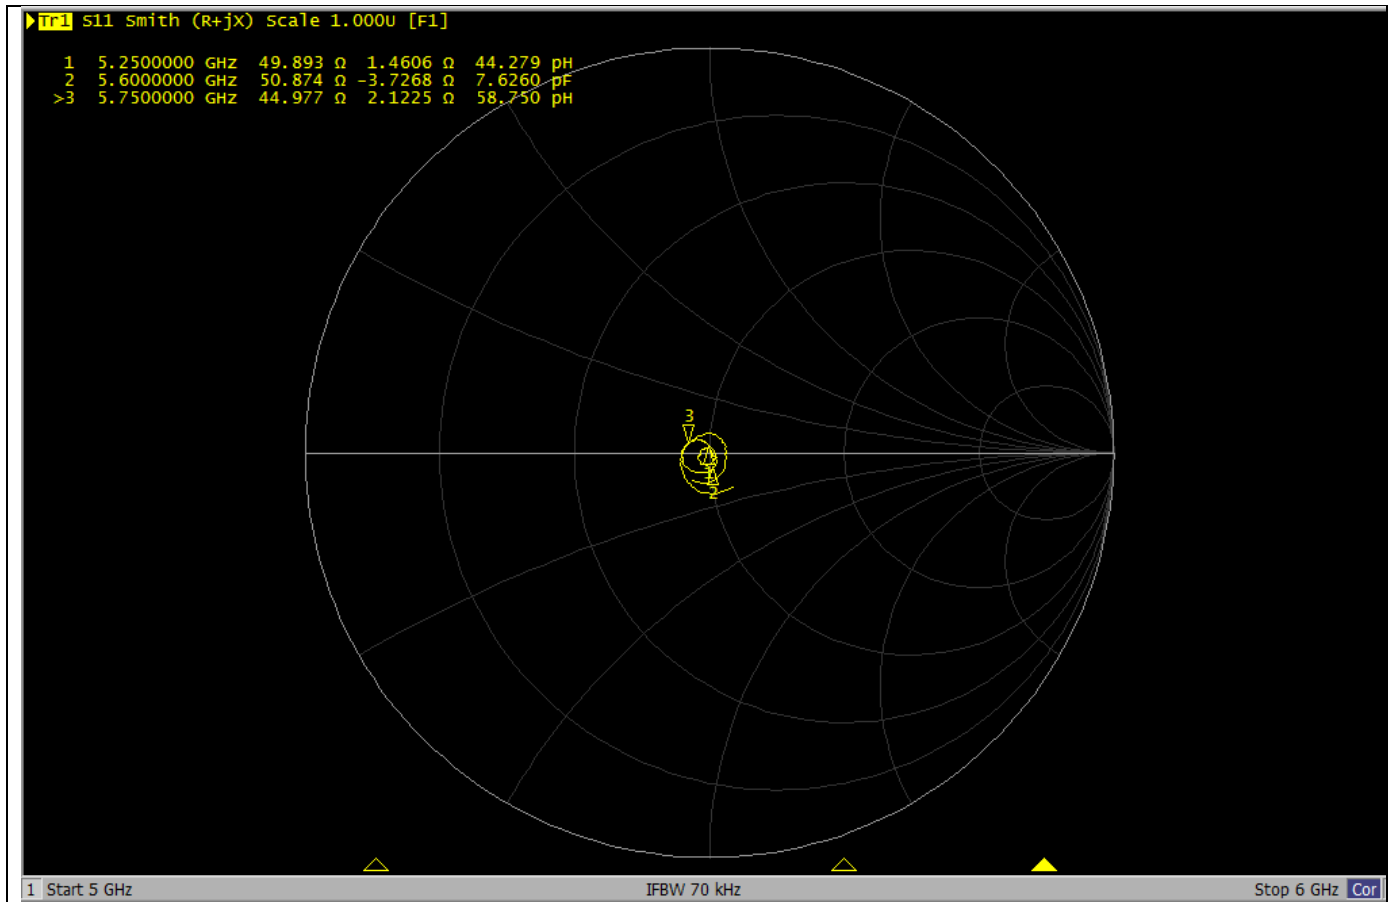 Tr1 S11 Smith (R+jX) Scale 1.000U [F1]
1 5.2500000 GHz 49.893 Ω 1.4606 Ω 44.279 pH
2 5.6000000 GHz 50.874 Ω -3.7268 Ω 7.6260 pF
>3 5.7500000 GHz 44.977 Ω 2.1225 Ω 58.750 pH
3
2
1 Start 5 GHz IFBW 70 kHz Stop 6 GHz Cor